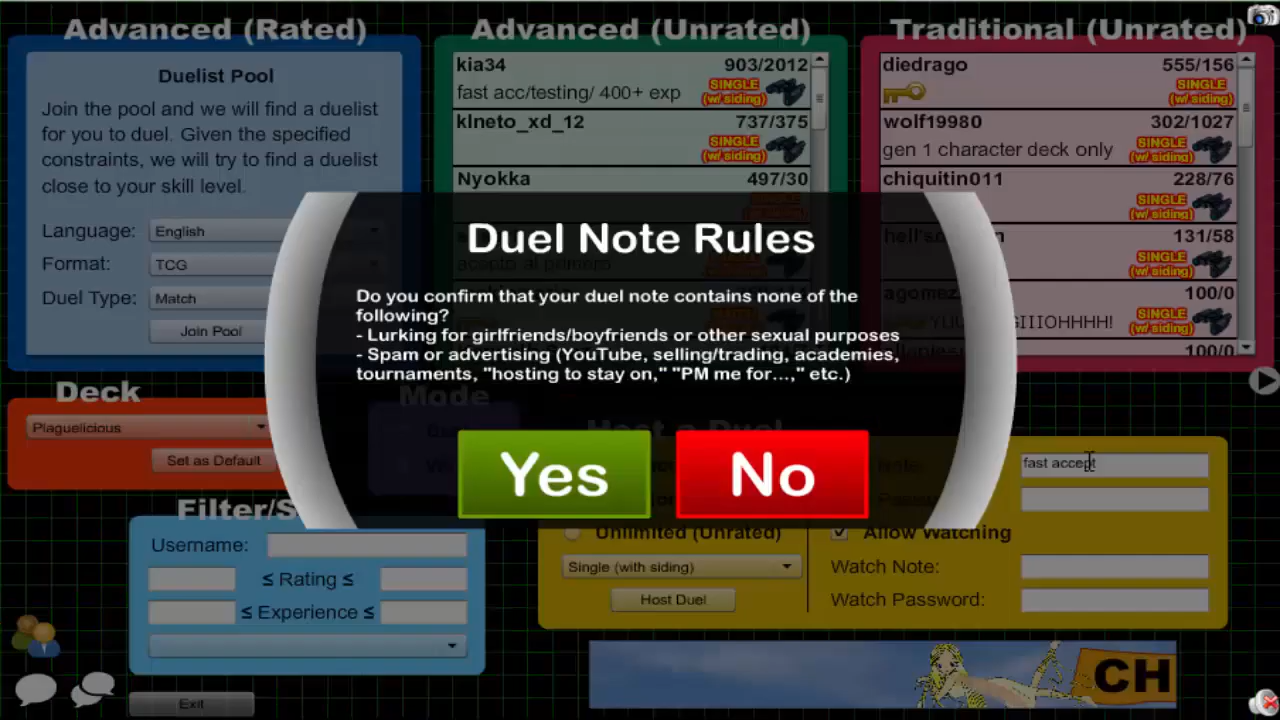 Advanced (Rated)
Duelist Pool
Join the pool and we will find a duelist
for you to duel. Given the specified
constraints, we will try to find a duelist
close to your skill level.
Language: English
Format: TCG
Duel Type: Match
Join Pool
Advanced (Unrated)
kia34 903/2012
fast acc/testing/ 400+ exp SINGLE (w/ siding)
klneto_xd_12 737/375
SINGLE (w/ siding)
Nyokka 497/30
acepto al primero
Traditional (Unrated)
diedrago 555/156
SINGLE (w/ siding)
wolf19980 302/1027
gen 1 character deck only SINGLE (w/ siding)
chiquitin011 228/76
SINGLE (w/ siding)
131/58
SINGLE (w/ siding)
100/0
SINGLE (w/ siding)
100/0
Duel Note Rules
Do you confirm that your duel note contains none of the
following?
- Lurking for girlfriends/boyfriends or other sexual purposes
- Spam or advertising (YouTube, selling/trading, academies,
tournaments, "hosting to stay on," "PM me for...," etc.)
Yes
No
Deck
Plaguelicious
Set as Default
Mode
Host a Duel
Note: fast accept
Unlimited (Unrated)
Allow Watching
Single (with siding)
Watch Note:
Host Duel
Watch Password:
Filter/S
Username:
≤ Rating ≤
≤ Experience ≤
Exit
CH